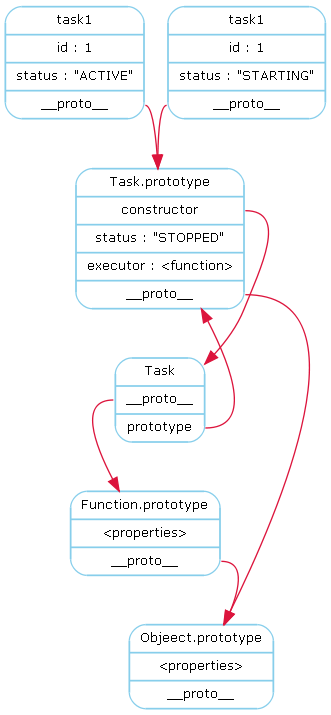 task1
id : 1
status : "ACTIVE"
__proto__
task1
id : 1
status : "STARTING"
__proto__
Task.prototype
constructor
status : "STOPPED"
executor : <function>
__proto__
Task
__proto__
prototype
Function.prototype
<properties>
__proto__
Objeect.prototype
<properties>
__proto__